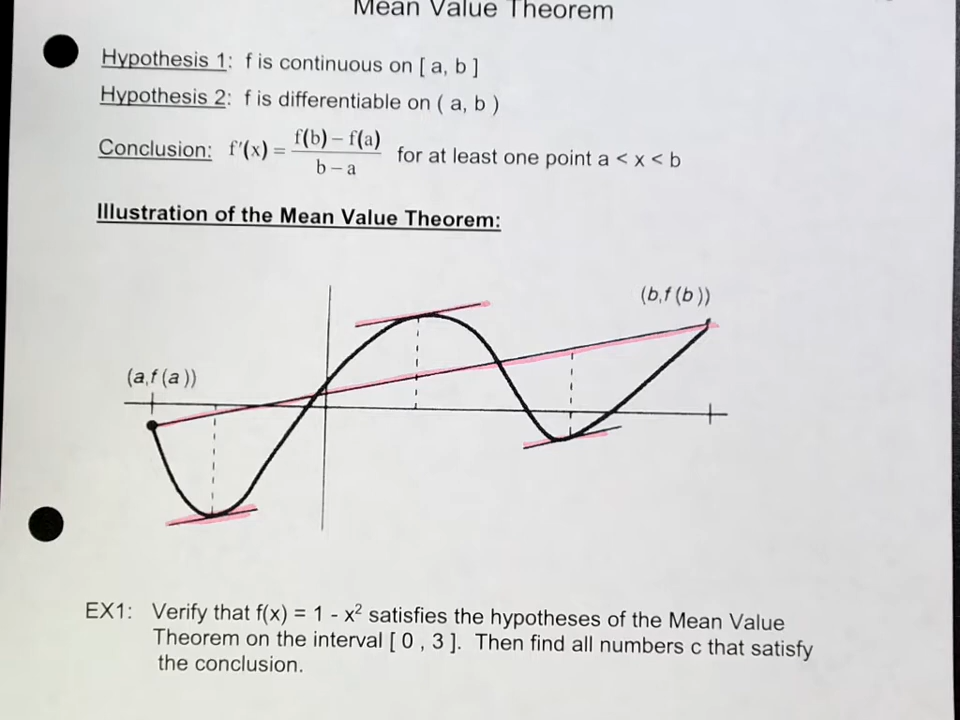 Mean Value Theorem
Hypothesis 1: f is continuous on [ a, b ]
Hypothesis 2: f is differentiable on ( a, b )
Conclusion: f′(x) = f(b) – f(a) / b – a for at least one point a < x < b
Illustration of the Mean Value Theorem:
(b,f (b))
(a,f (a))
EX1: Verify that f(x) = 1 - x² satisfies the hypotheses of the Mean Value
Theorem on the interval [ 0 , 3 ]. Then find all numbers c that satisfy
the conclusion.